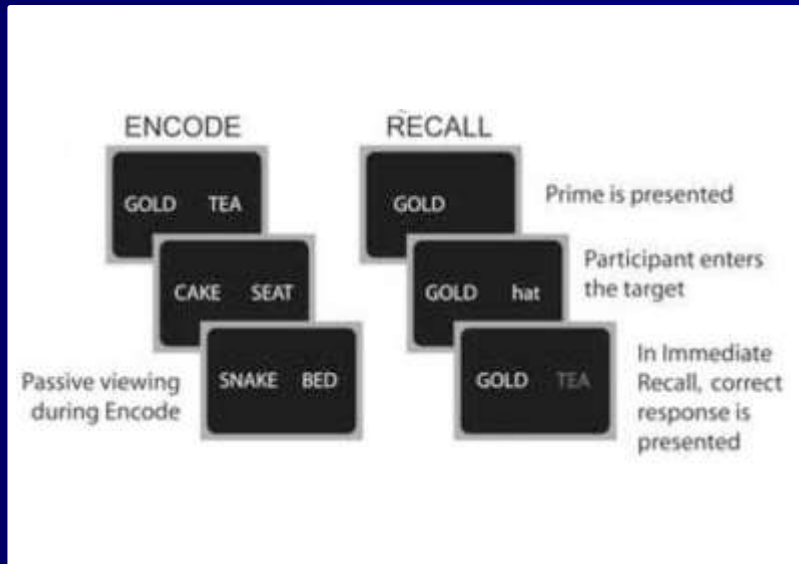 ENCODE
GOLD TEA
CAKE SEAT
SNAKE BED
Passive viewing
during Encode
RECALL
GOLD
Prime is presented
GOLD hat
Participant enters
the target
GOLD TEA
In Immediate
Recall, correct
response is
presented